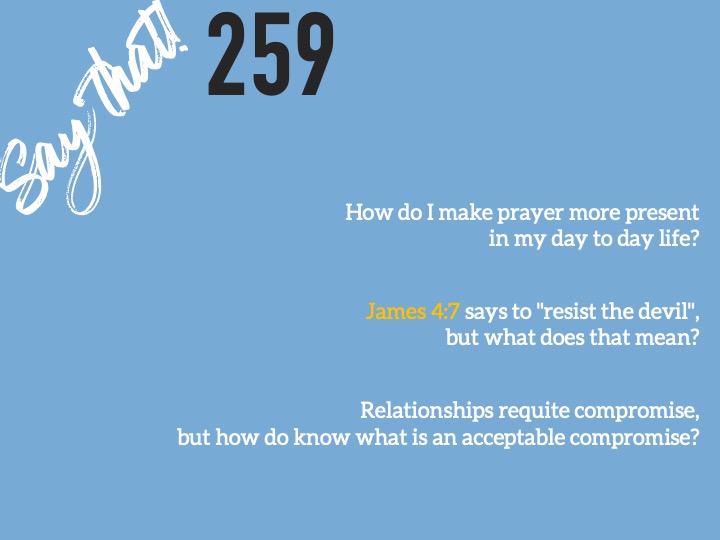 Say that!
259
How do I make prayer more present
in my day to day life?
James 4:7 says to "resist the devil",
but what does that mean?
Relationships requite compromise,
but how do know what is an acceptable compromise?